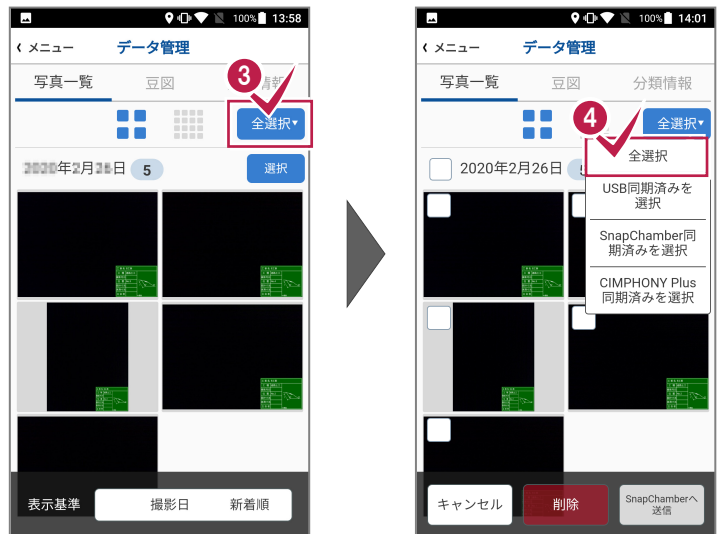 100% 13:58
メニュー データ管理
写真一覧 豆図 情報
3
全選択▾
年2月 日 5
選択
表示基準 撮影日 新着順
100% 14:01
メニュー データ管理
写真一覧 豆図 分類情報
4
全選択▾
2020年2月26日
全選択
USB同期済みを
選択
SnapChamber同
期済みを選択
CIMPHONY Plus
同期済みを選択
キャンセル
削除
SnapChamberへ
送信